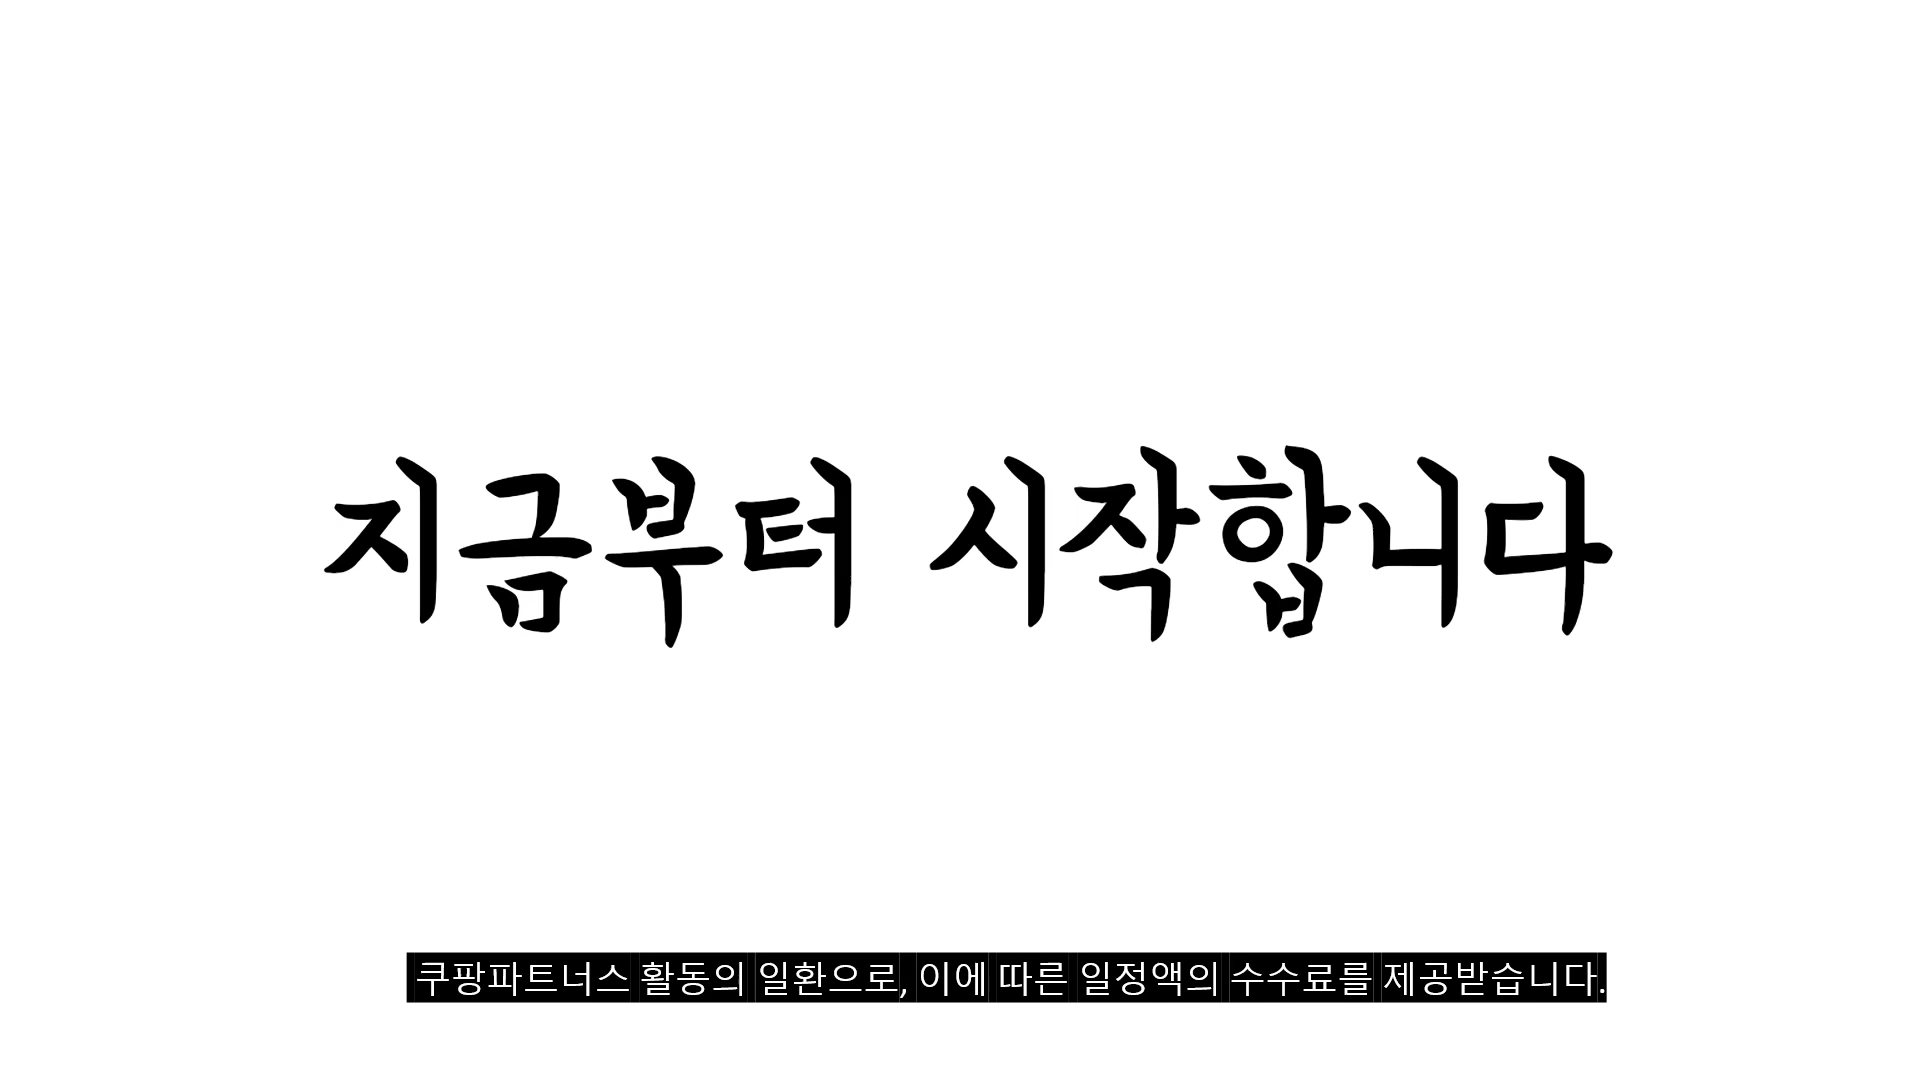 지금부터 시작합니다
쿠팡파트너스 활동의 일환으로, 이에 따른 일정액의 수수료를 제공받습니다.